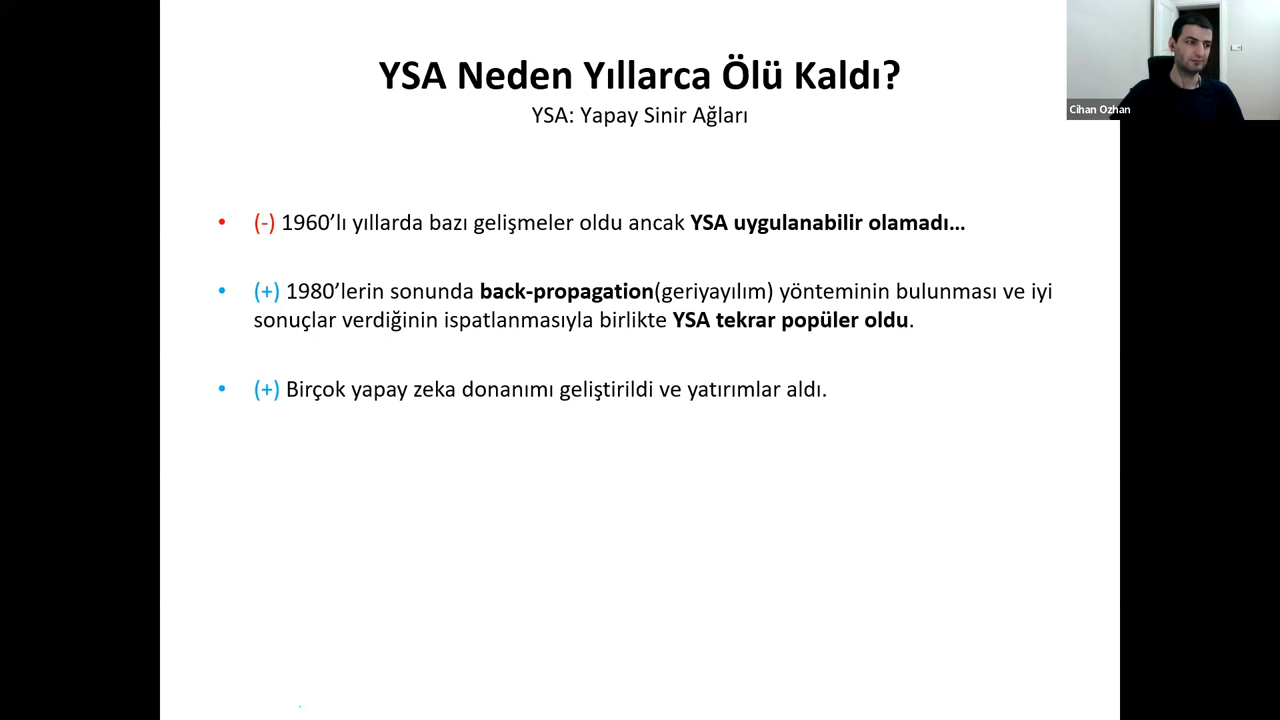 YSA Neden Yıllarca Ölü Kaldı?
YSA: Yapay Sinir Ağları
Cihan Ozhan
• (-) 1960’lı yıllarda bazı gelişmeler oldu ancak YSA uygulanabilir olamadı…
• (+) 1980’lerin sonunda back-propagation(geriyayılım) yönteminin bulunması ve iyi
sonuçlar verdiğinin ispatlanmasıyla birlikte YSA tekrar popüler oldu.
• (+) Birçok yapay zeka donanımı geliştirildi ve yatırımlar aldı.